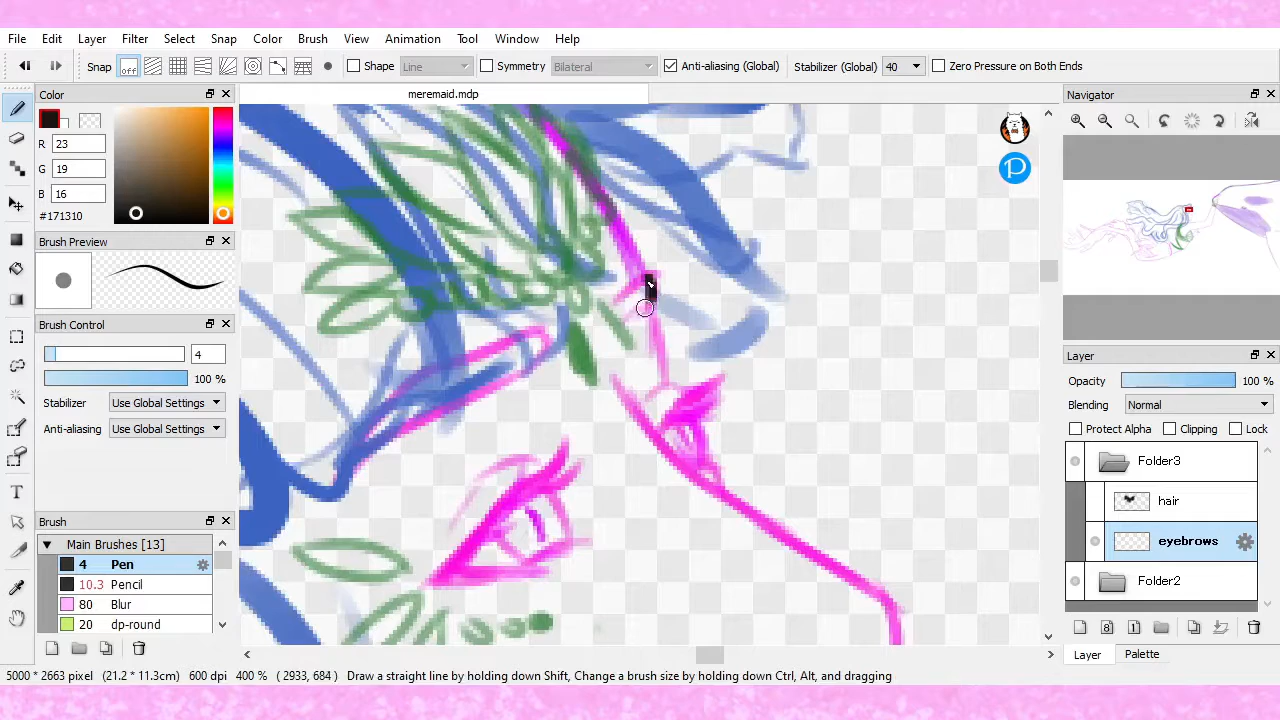 File Edit Layer Filter Select Snap Color Brush View Animation Tool Window Help
Snap off Shape Line Symmetry Bilateral Anti-aliasing (Global) Stabilizer (Global) 40 Zero Pressure on Both Ends
Color
R 23
G 19
B 16
#171310
Brush Preview
Brush Control
4
100 %
Stabilizer Use Global Settings
Anti-aliasing Use Global Settings
Brush
Main Brushes [13]
4 Pen
10.3 Pencil
80 Blur
20 dp-round
meremaid.mdp
Navigator
Layer
Opacity 100 %
Blending Normal
Protect Alpha Clipping Lock
Folder3
hair
eyebrows
Folder2
Layer Palette
5000 * 2663 pixel (21.2 * 11.3cm) 600 dpi 400 % ( 2933, 684 ) Draw a straight line by holding down Shift, Change a brush size by holding down Ctrl, Alt, and dragging